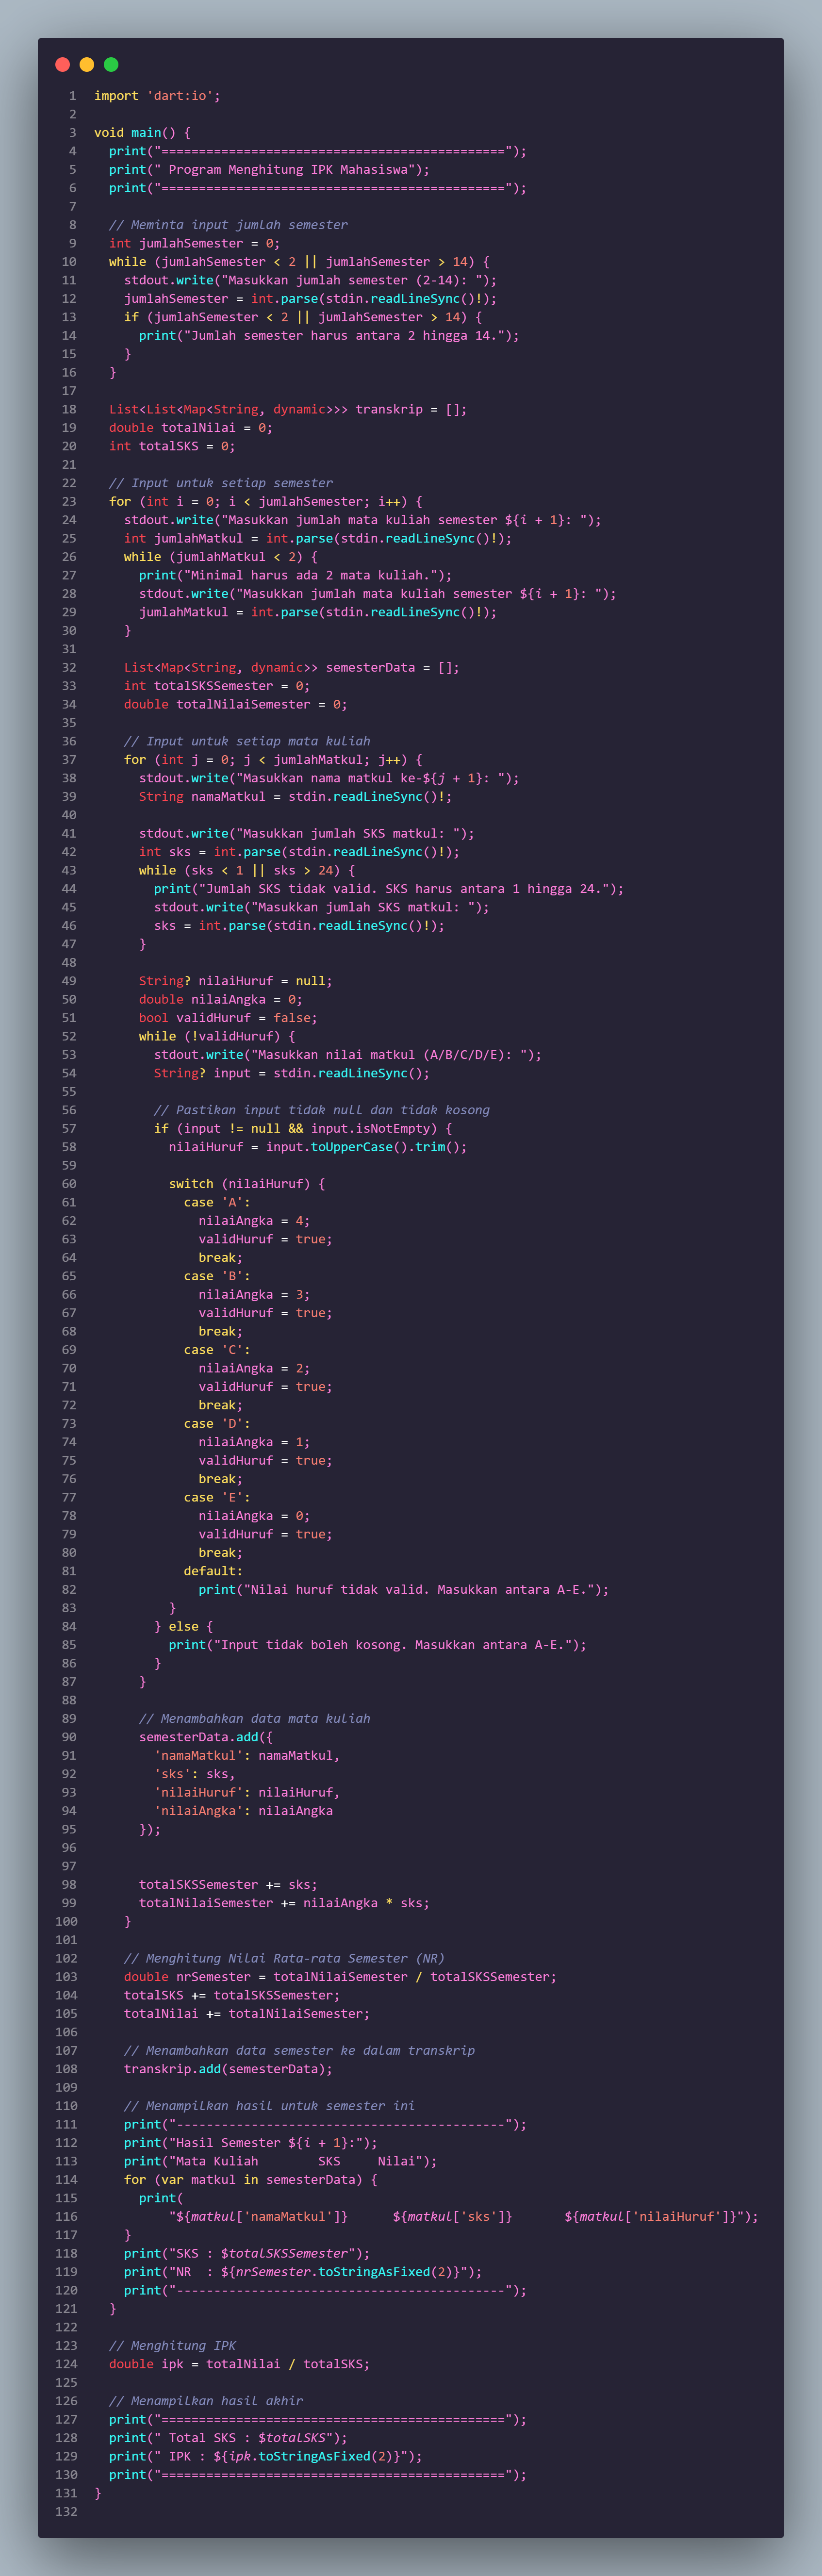 1 import 'dart:io';
2
3 void main() {
4   print("==============================================");
5   print(" Program Menghitung IPK Mahasiswa");
6   print("==============================================");
7
8   // Meminta input jumlah semester
9   int jumlahSemester = 0;
10   while (jumlahSemester < 2 || jumlahSemester > 14) {
11     stdout.write("Masukkan jumlah semester (2-14): ");
12     jumlahSemester = int.parse(stdin.readLineSync()!);
13     if (jumlahSemester < 2 || jumlahSemester > 14) {
14       print("Jumlah semester harus antara 2 hingga 14.");
15     }
16   }
17
18   List<List<Map<String, dynamic>>> transkrip = [];
19   double totalNilai = 0;
20   int totalSKS = 0;
21
22   // Input untuk setiap semester
23   for (int i = 0; i < jumlahSemester; i++) {
24     stdout.write("Masukkan jumlah mata kuliah semester ${i + 1}: ");
25     int jumlahMatkul = int.parse(stdin.readLineSync()!);
26     while (jumlahMatkul < 2) {
27       print("Minimal harus ada 2 mata kuliah.");
28       stdout.write("Masukkan jumlah mata kuliah semester ${i + 1}: ");
29       jumlahMatkul = int.parse(stdin.readLineSync()!);
30     }
31
32     List<Map<String, dynamic>> semesterData = [];
33     int totalSKSSemester = 0;
34     double totalNilaiSemester = 0;
35
36     // Input untuk setiap mata kuliah
37     for (int j = 0; j < jumlahMatkul; j++) {
38       stdout.write("Masukkan nama matkul ke-${j + 1}: ");
39       String namaMatkul = stdin.readLineSync()!;
40
41       stdout.write("Masukkan jumlah SKS matkul: ");
42       int sks = int.parse(stdin.readLineSync()!);
43       while (sks < 1 || sks > 24) {
44         print("Jumlah SKS tidak valid. SKS harus antara 1 hingga 24.");
45         stdout.write("Masukkan jumlah SKS matkul: ");
46         sks = int.parse(stdin.readLineSync()!);
47       }
48
49       String? nilaiHuruf = null;
50       double nilaiAngka = 0;
51       bool validHuruf = false;
52       while (!validHuruf) {
53         stdout.write("Masukkan nilai matkul (A/B/C/D/E): ");
54         String? input = stdin.readLineSync();
55
56         // Pastikan input tidak null dan tidak kosong
57         if (input != null && input.isNotEmpty) {
58           nilaiHuruf = input.toUpperCase().trim();
59
60           switch (nilaiHuruf) {
61             case 'A':
62               nilaiAngka = 4;
63               validHuruf = true;
64               break;
65             case 'B':
66               nilaiAngka = 3;
67               validHuruf = true;
68               break;
69             case 'C':
70               nilaiAngka = 2;
71               validHuruf = true;
72               break;
73             case 'D':
74               nilaiAngka = 1;
75               validHuruf = true;
76               break;
77             case 'E':
78               nilaiAngka = 0;
79               validHuruf = true;
80               break;
81             default:
82               print("Nilai huruf tidak valid. Masukkan antara A-E.");
83           }
84         } else {
85           print("Input tidak boleh kosong. Masukkan antara A-E.");
86         }
87       }
88
89       // Menambahkan data mata kuliah
90       semesterData.add({
91         'namaMatkul': namaMatkul,
92         'sks': sks,
93         'nilaiHuruf': nilaiHuruf,
94         'nilaiAngka': nilaiAngka
95       });
96
97
98       totalSKSSemester += sks;
99       totalNilaiSemester += nilaiAngka * sks;
100     }
101
102     // Menghitung Nilai Rata-rata Semester (NR)
103     double nrSemester = totalNilaiSemester / totalSKSSemester;
104     totalSKS += totalSKSSemester;
105     totalNilai += totalNilaiSemester;
106
107     // Menambahkan data semester ke dalam transkrip
108     transkrip.add(semesterData);
109
110     // Menampilkan hasil untuk semester ini
111     print("--------------------------------------------");
112     print("Hasil Semester ${i + 1}:");
113     print("Mata Kuliah        SKS     Nilai");
114     for (var matkul in semesterData) {
115       print(
116           "${matkul['namaMatkul']}      ${matkul['sks']}       ${matkul['nilaiHuruf']}");
117     }
118     print("SKS : $totalSKSSemester");
119     print("NR  : ${nrSemester.toStringAsFixed(2)}");
120     print("--------------------------------------------");
121   }
122
123   // Menghitung IPK
124   double ipk = totalNilai / totalSKS;
125
126   // Menampilkan hasil akhir
127   print("==============================================");
128   print(" Total SKS : $totalSKS");
129   print(" IPK : ${ipk.toStringAsFixed(2)}");
130   print("==============================================");
131 }
132